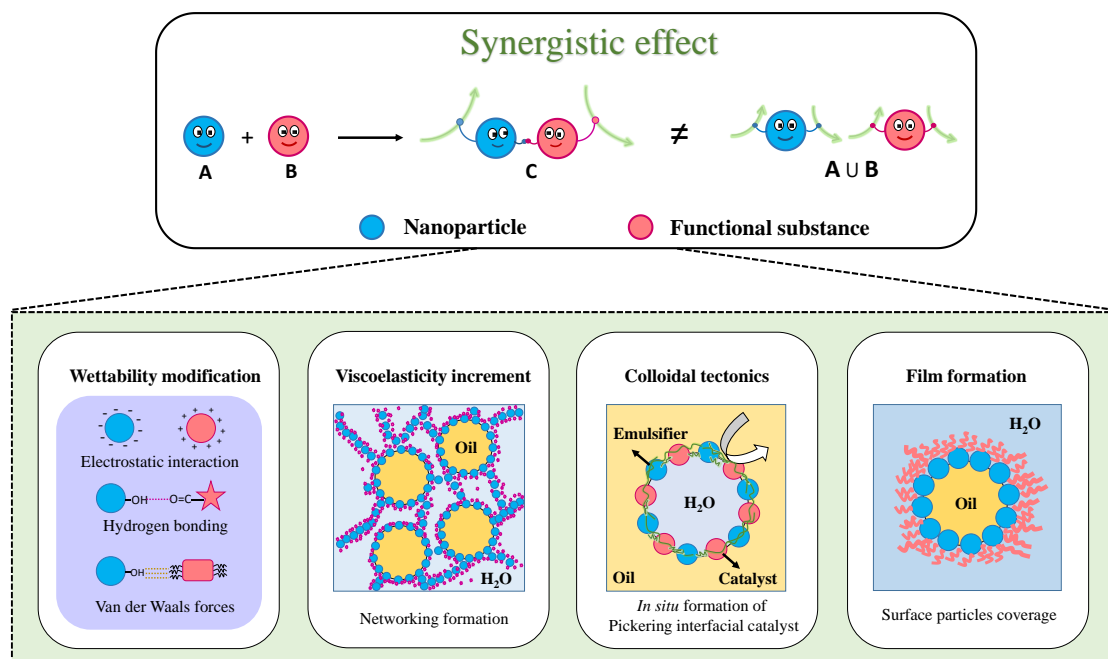 Synergistic effect
A + B
C
≠
A ∪ B
Nanoparticle
Functional substance
Wettability modification
- - - - - - - - - -
+ + + + + + + + + +
Electrostatic interaction
OH O=C
Hydrogen bonding
OH
Van der Waals forces
Viscoelasticity increment
Oil
H₂O
Networking formation
Colloidal tectonics
Emulsifier
H₂O
Oil
Catalyst
In situ formation of
Pickering interfacial catalyst
Film formation
H₂O
Oil
Surface particles coverage